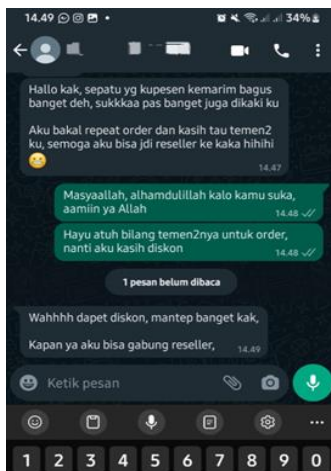 14.49
34%
Hallo kak, sepatu yg kupesen kemarim bagus
banget deh, sukkkaa pas banget juga dikaki ku
Aku bakal repeat order dan kasih tau temen2
ku, semoga aku bisa jdi reseller ke kaka hihihi
14.47
Masyaallah, alhamdulillah kalo kamu suka,
aamiin ya Allah
14.48
Hayu atuh bilang temen2nya untuk order,
nanti aku kasih diskon
14.48
1 pesan belum dibaca
Wahhhh dapet diskon, mantep banget kak,
Kapan ya aku bisa gabung reseller,
14.49
Ketik pesan
1 2 3 4 5 6 7 8 9 0